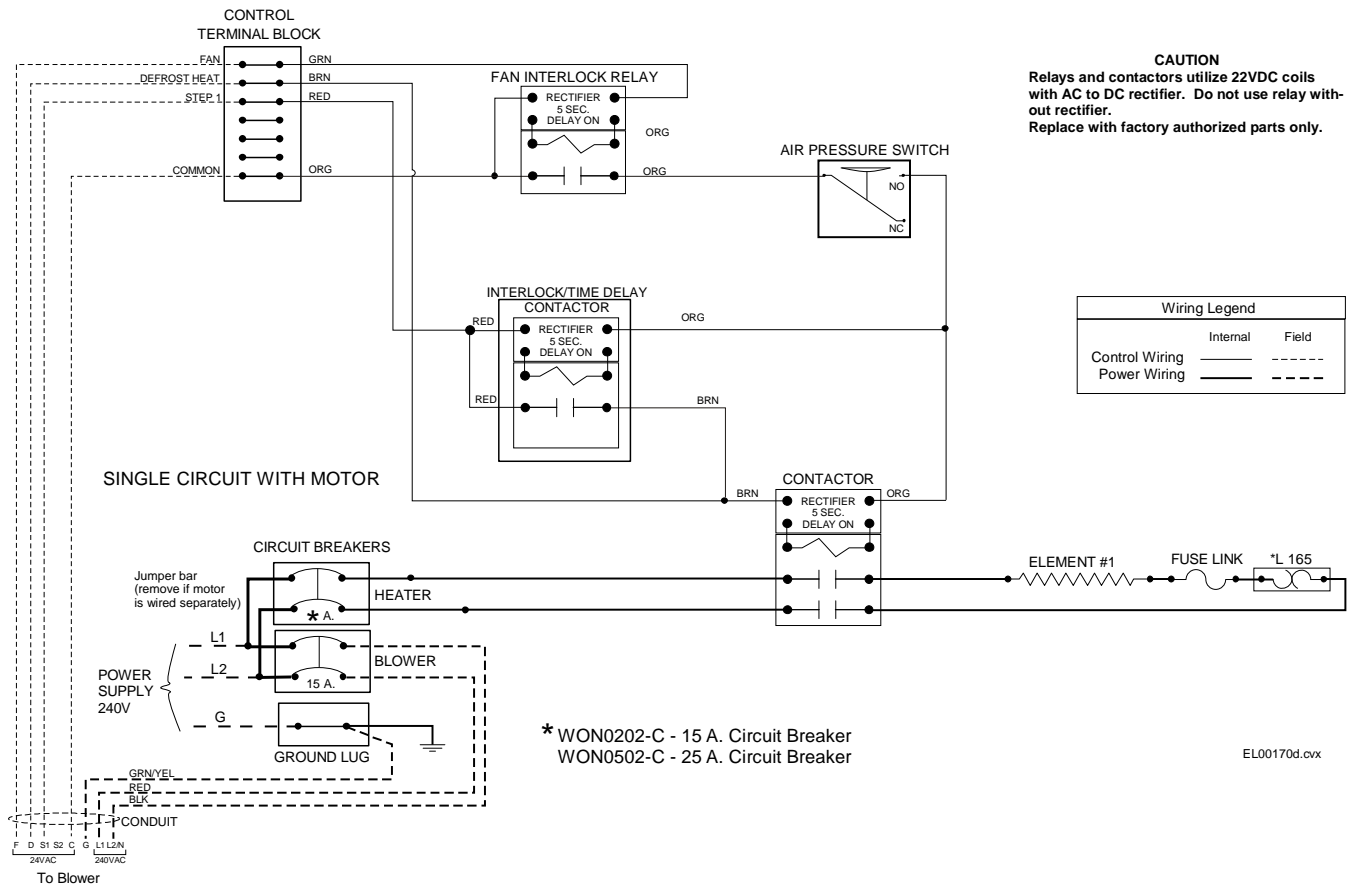 CONTROL
TERMINAL BLOCK
FAN
GRN
DEFROST HEAT
BRN
STEP 1
RED
COMMON
ORG
FAN INTERLOCK RELAY
RECTIFIER
5 SEC.
DELAY ON
ORG
ORG
AIR PRESSURE SWITCH
NO
NC
CAUTION
Relays and contactors utilize 22VDC coils
with AC to DC rectifier. Do not use relay with-
out rectifier.
Replace with factory authorized parts only.
INTERLOCK/TIME DELAY
CONTACTOR
RED
RECTIFIER
5 SEC.
DELAY ON
ORG
RED
BRN
Wiring Legend
Internal Field
Control Wiring
Power Wiring
SINGLE CIRCUIT WITH MOTOR
CONTACTOR
BRN
RECTIFIER
5 SEC.
DELAY ON
ORG
CIRCUIT BREAKERS
Jumper bar
(remove if motor
is wired separately)
HEATER
* A.
ELEMENT #1
FUSE LINK
*L 165
L1
L2
BLOWER
15 A.
POWER
SUPPLY
240V
G
GROUND LUG
* WON0202-C - 15 A. Circuit Breaker
WON0502-C - 25 A. Circuit Breaker
EL00170d.cvx
GRN/YEL
RED
BLK
CONDUIT
F D S1 S2 C G L1 L2/N
24VAC 240VAC
To Blower